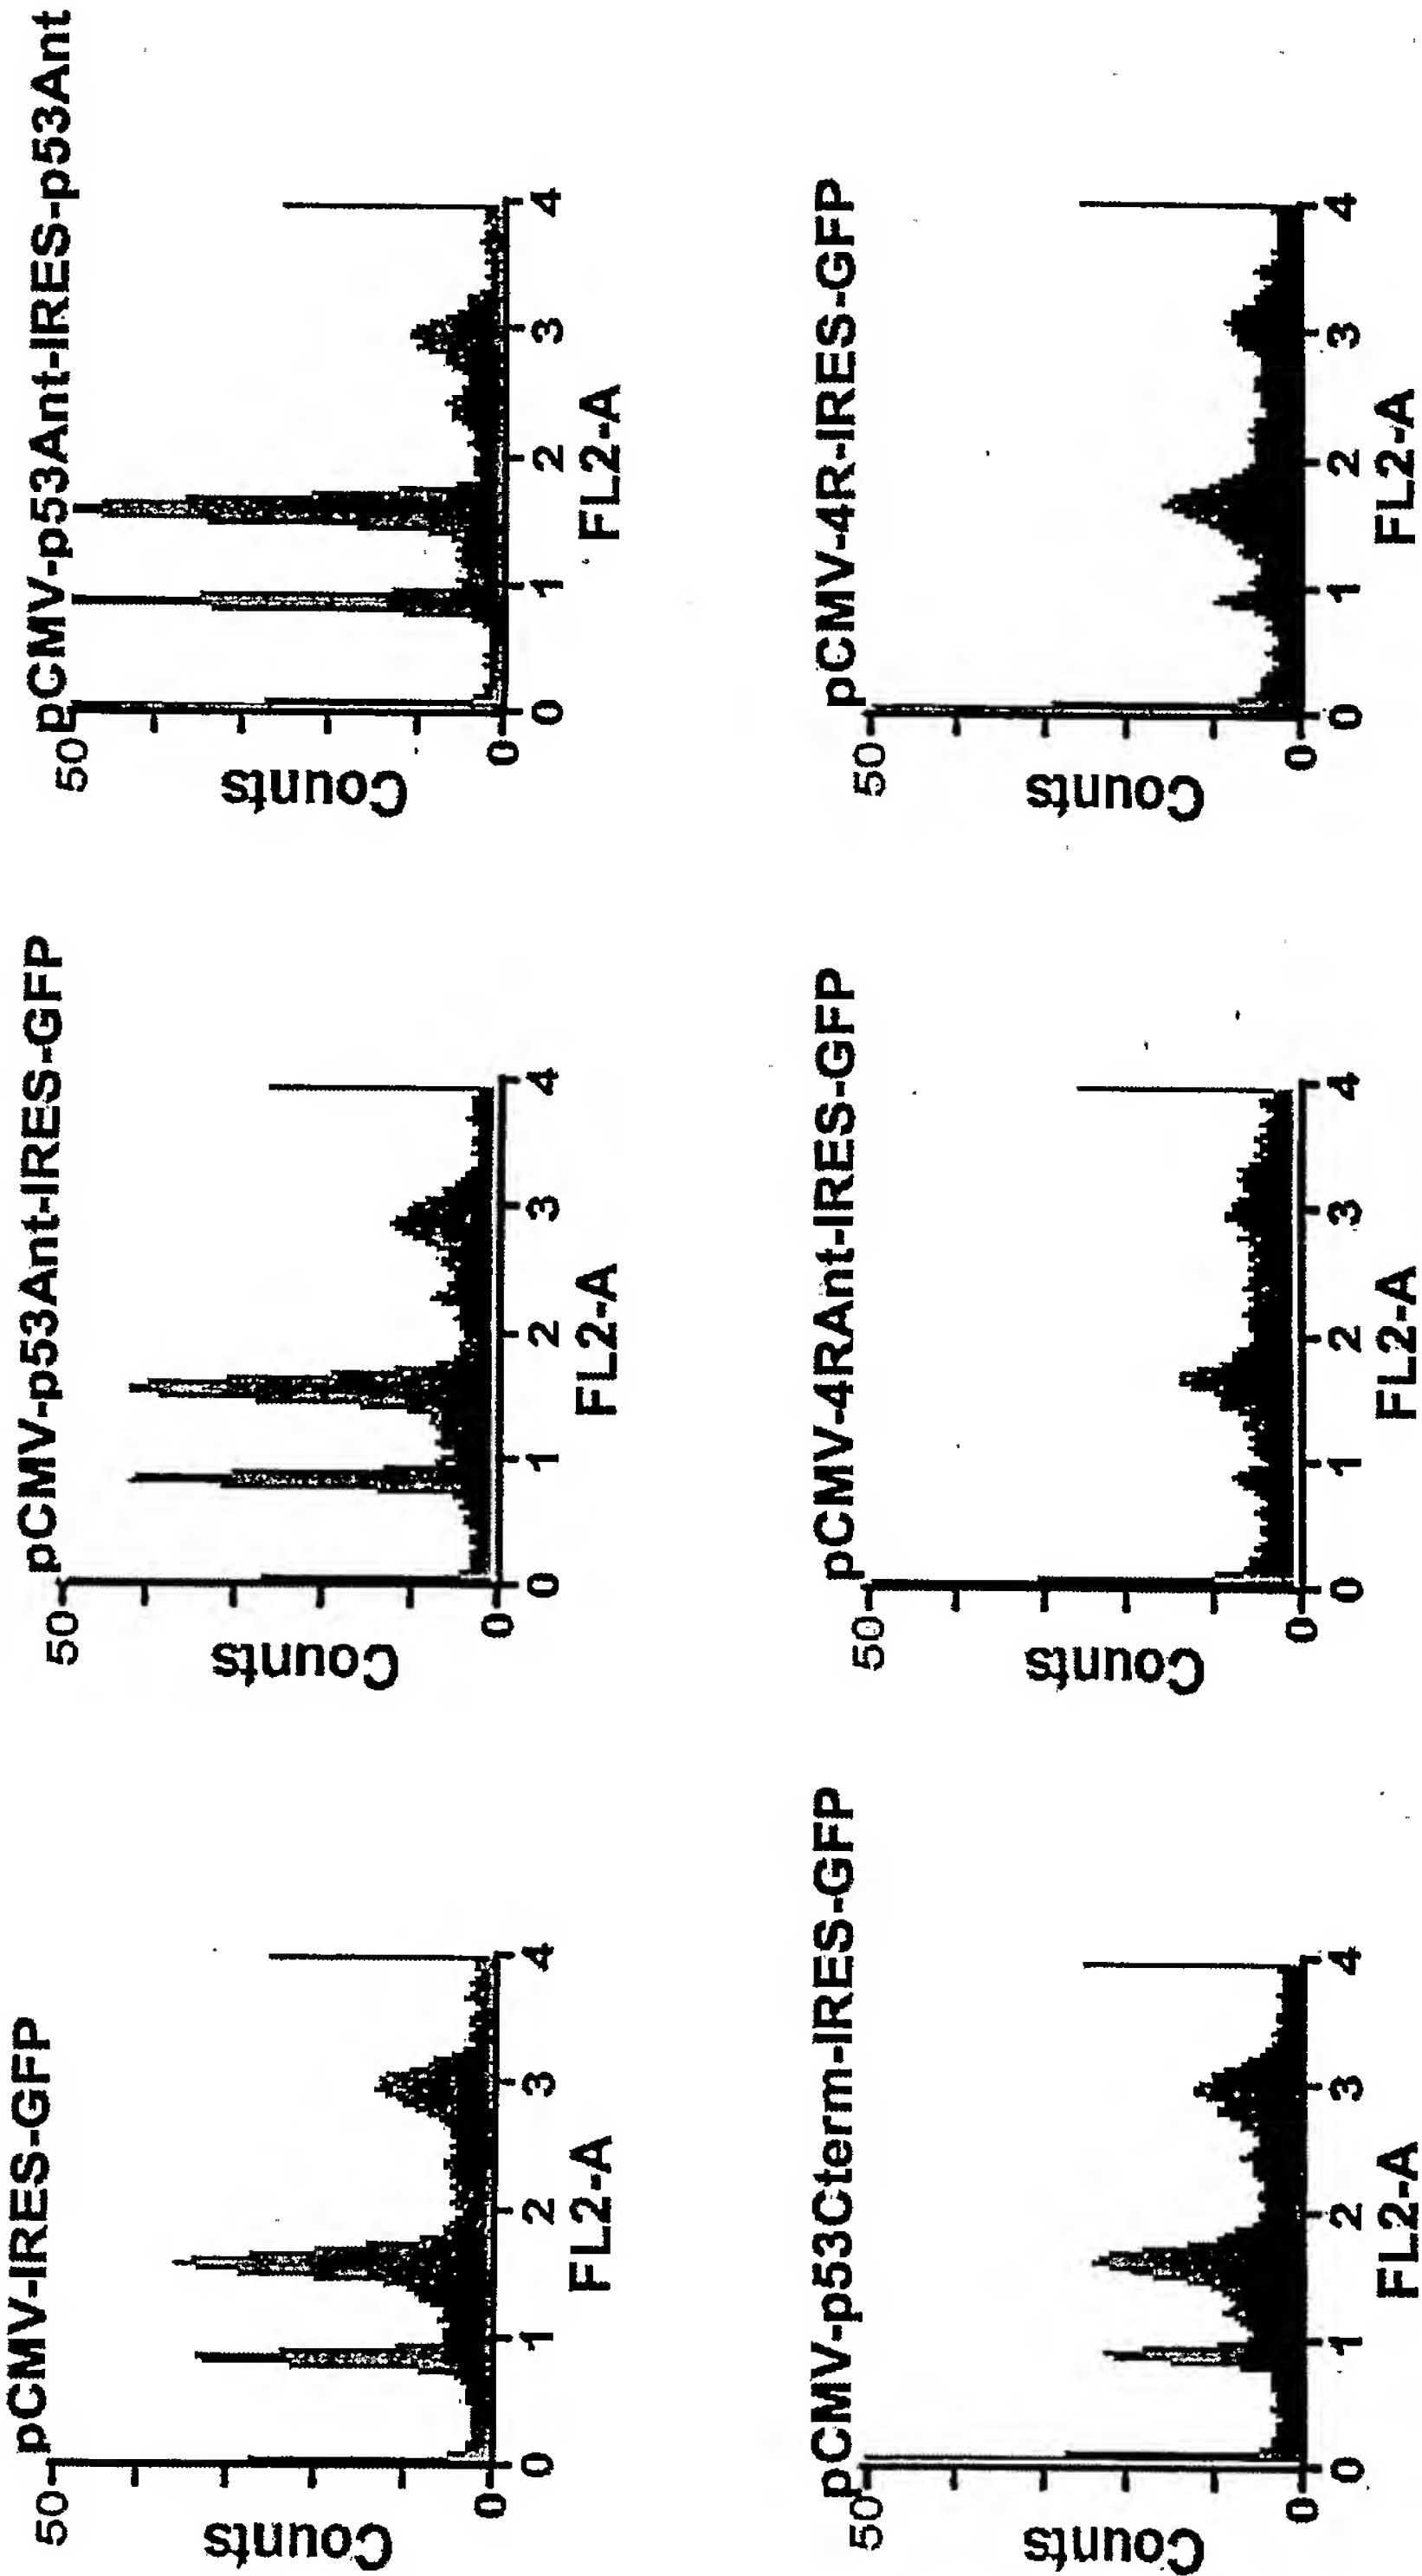 pCMV-IRES-GFP
50
Counts
0
0 1 2 3 4
FL2-A
pCMV-p53Ant-IRES-GFP
50
Counts
0
0 1 2 3 4
FL2-A
pCMV-p53Ant-IRES-p53Ant
50
Counts
0
0 1 2 3 4
FL2-A
pCMV-p53Cterm-IRES-GFP
50
Counts
0
0 1 2 3 4
FL2-A
pCMV-4RAnt-IRES-GFP
50
Counts
0
0 1 2 3 4
FL2-A
pCMV-4R-IRES-GFP
50
Counts
0
0 1 2 3 4
FL2-A